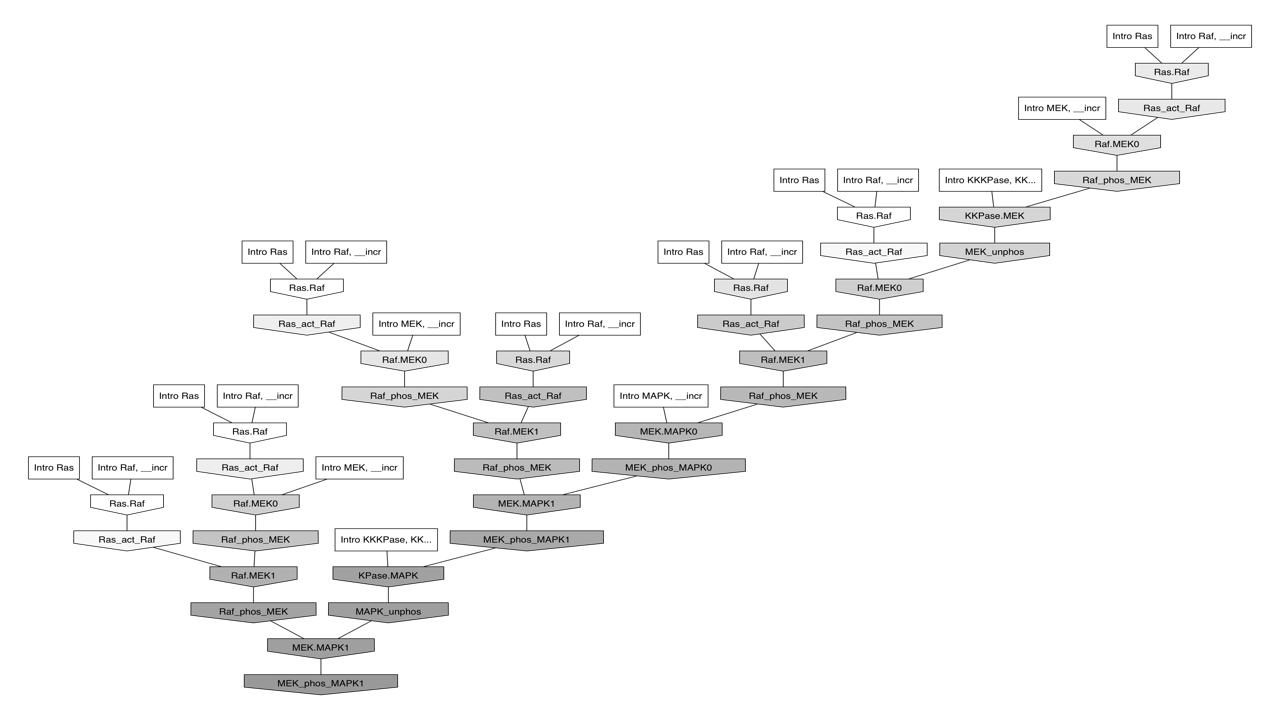 Intro Ras
Intro Raf, __incr
Ras.Raf
Intro MEK, __incr
Ras_act_Raf
Raf.MEK0
Intro Ras
Intro Raf, __incr
Intro KKKPase, KK...
Raf_phos_MEK
Ras.Raf
KKPase.MEK
Intro Ras
Intro Raf, __incr
Intro Ras
Intro Raf, __incr
Ras_act_Raf
MEK_unphos
Ras.Raf
Ras.Raf
Raf.MEK0
Ras_act_Raf
Intro MEK, __incr
Intro Ras
Intro Raf, __incr
Ras_act_Raf
Raf_phos_MEK
Raf.MEK0
Ras.Raf
Raf.MEK1
Intro Ras
Intro Raf, __incr
Raf_phos_MEK
Ras_act_Raf
Intro MAPK, __incr
Raf_phos_MEK
Ras.Raf
Raf.MEK1
MEK.MAPK0
Intro Ras
Intro Raf, __incr
Ras_act_Raf
Intro MEK, __incr
Raf_phos_MEK
MEK_phos_MAPK0
Ras.Raf
Raf.MEK0
MEK.MAPK1
Ras_act_Raf
Raf_phos_MEK
Intro KKKPase, KK...
MEK_phos_MAPK1
Raf.MEK1
KPase.MAPK
Raf_phos_MEK
MAPK_unphos
MEK.MAPK1
MEK_phos_MAPK1